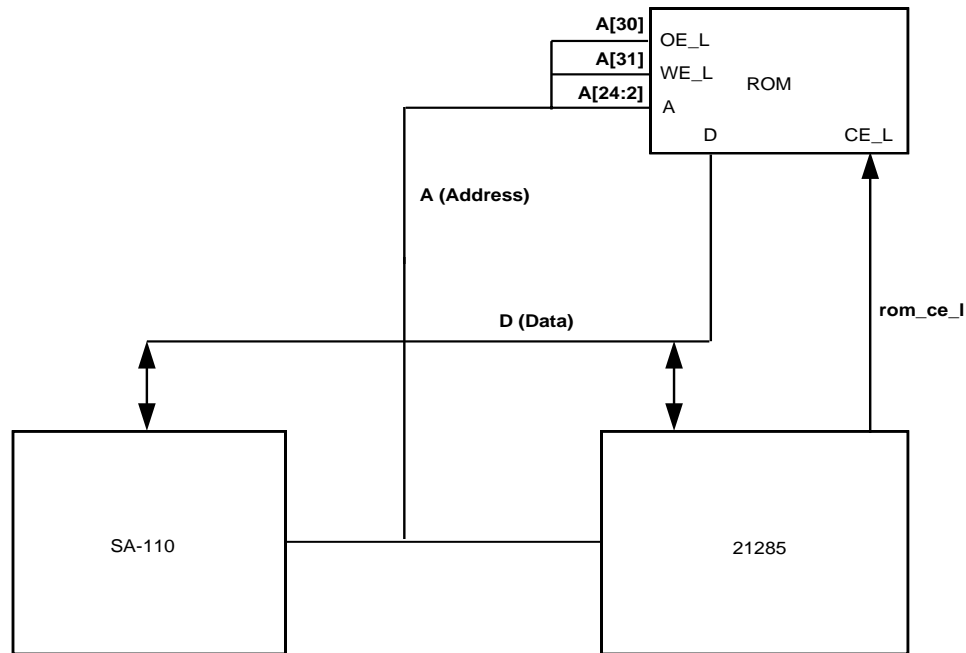 A[30]
OE_L
A[31]
WE_L
ROM
A[24:2]
A
D
CE_L
A (Address)
rom_ce_l
D (Data)
SA-110
21285